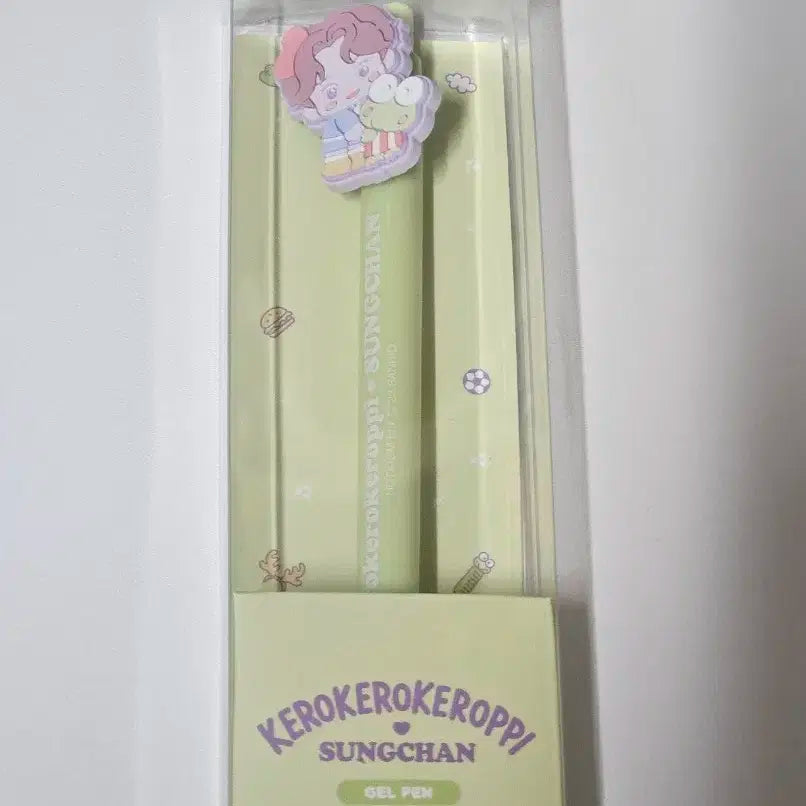 kerokerokeroppi ♥ SUNGCHAN
KEROKEROKEROPPI
SUNGCHAN
GEL PEN